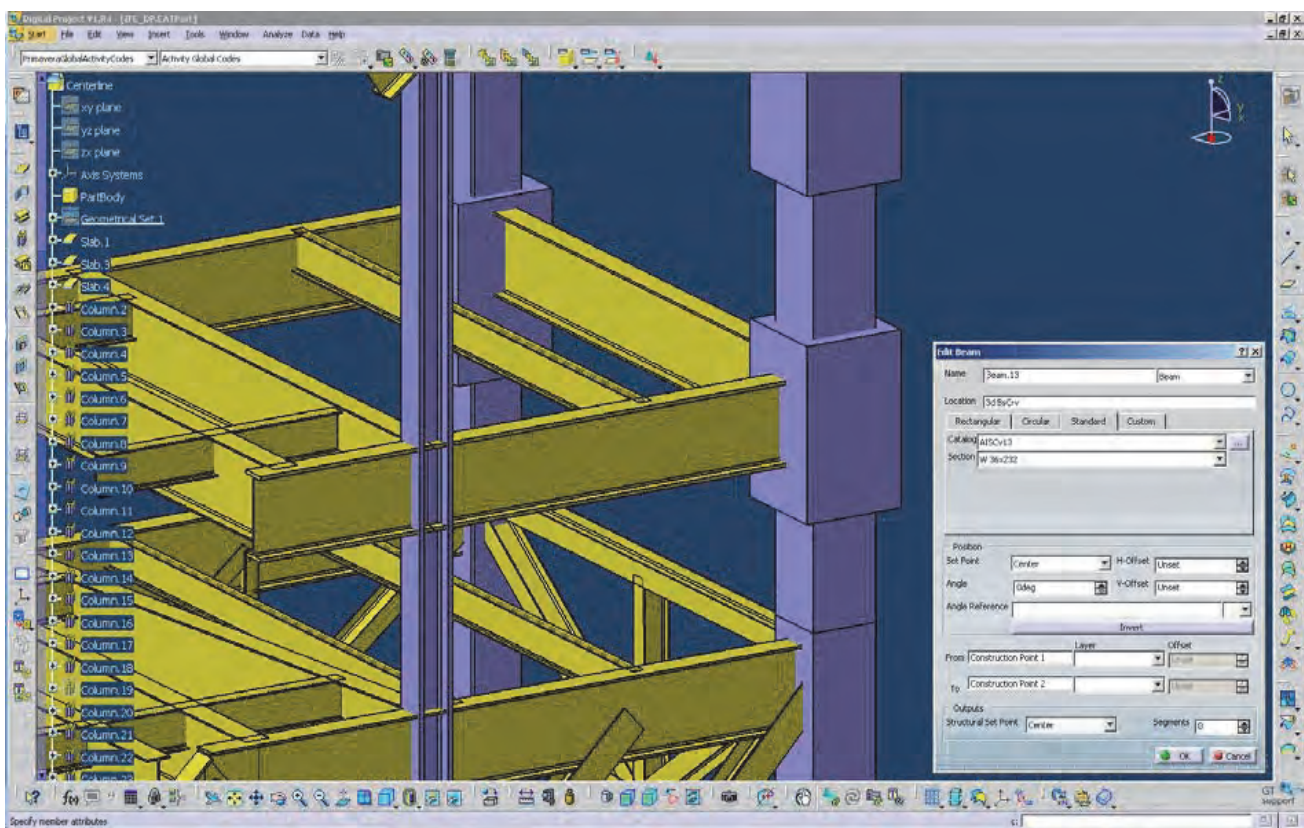 Digital Project V1,R4 - [IFC_DP.CATPart]
Start File Edit View Insert Tools Window Analyze Data Help
PrimaveraGlobalActivityCodes Activity Global Codes
Centerline
xy plane
yz plane
zx plane
Axis Systems
PartBody
Geometrical Set.1
Slab.1
Slab.3
Slab.4
Column.2
Column.3
Column.4
Column.5
Column.6
Column.7
Column.8
Column.9
Column.10
Column.11
Column.12
Column.13
Column.14
Column.15
Column.16
Column.17
Column.18
Column.19
Column.20
Column.21
Column.22
Column.23
z
y
x
Edit Beam
Name Beam.13 Beam
Location 3dBsCrv
Rectangular Circular Standard Custom
Catalog AISCv13 ...
Section W 36x232
Position
Set Point Center H-Offset Unset
Angle 0deg V-Offset Unset
Angle Reference
Invert
Layer Offset
From Construction Point 1 Unset
To Construction Point 2 Unset
Outputs
Structural Set Point Center Segments 0
OK Cancel
f(x)
GT support
Specify member attributes c: